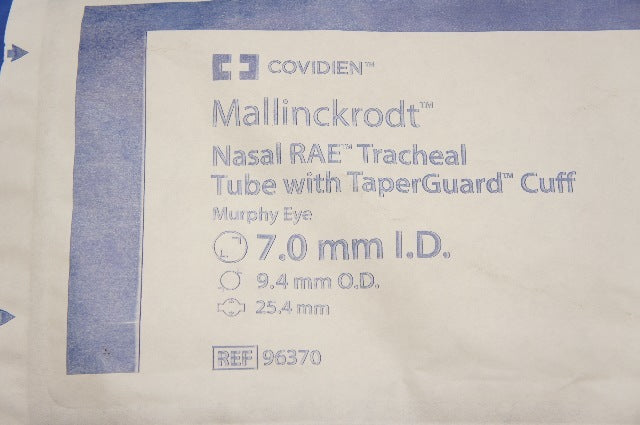 COVIDIEN™
Mallinckrodt™
Nasal RAE™ Tracheal
Tube with TaperGuard™ Cuff
Murphy Eye
7.0 mm I.D.
9.4 mm O.D.
25.4 mm
REF 96370